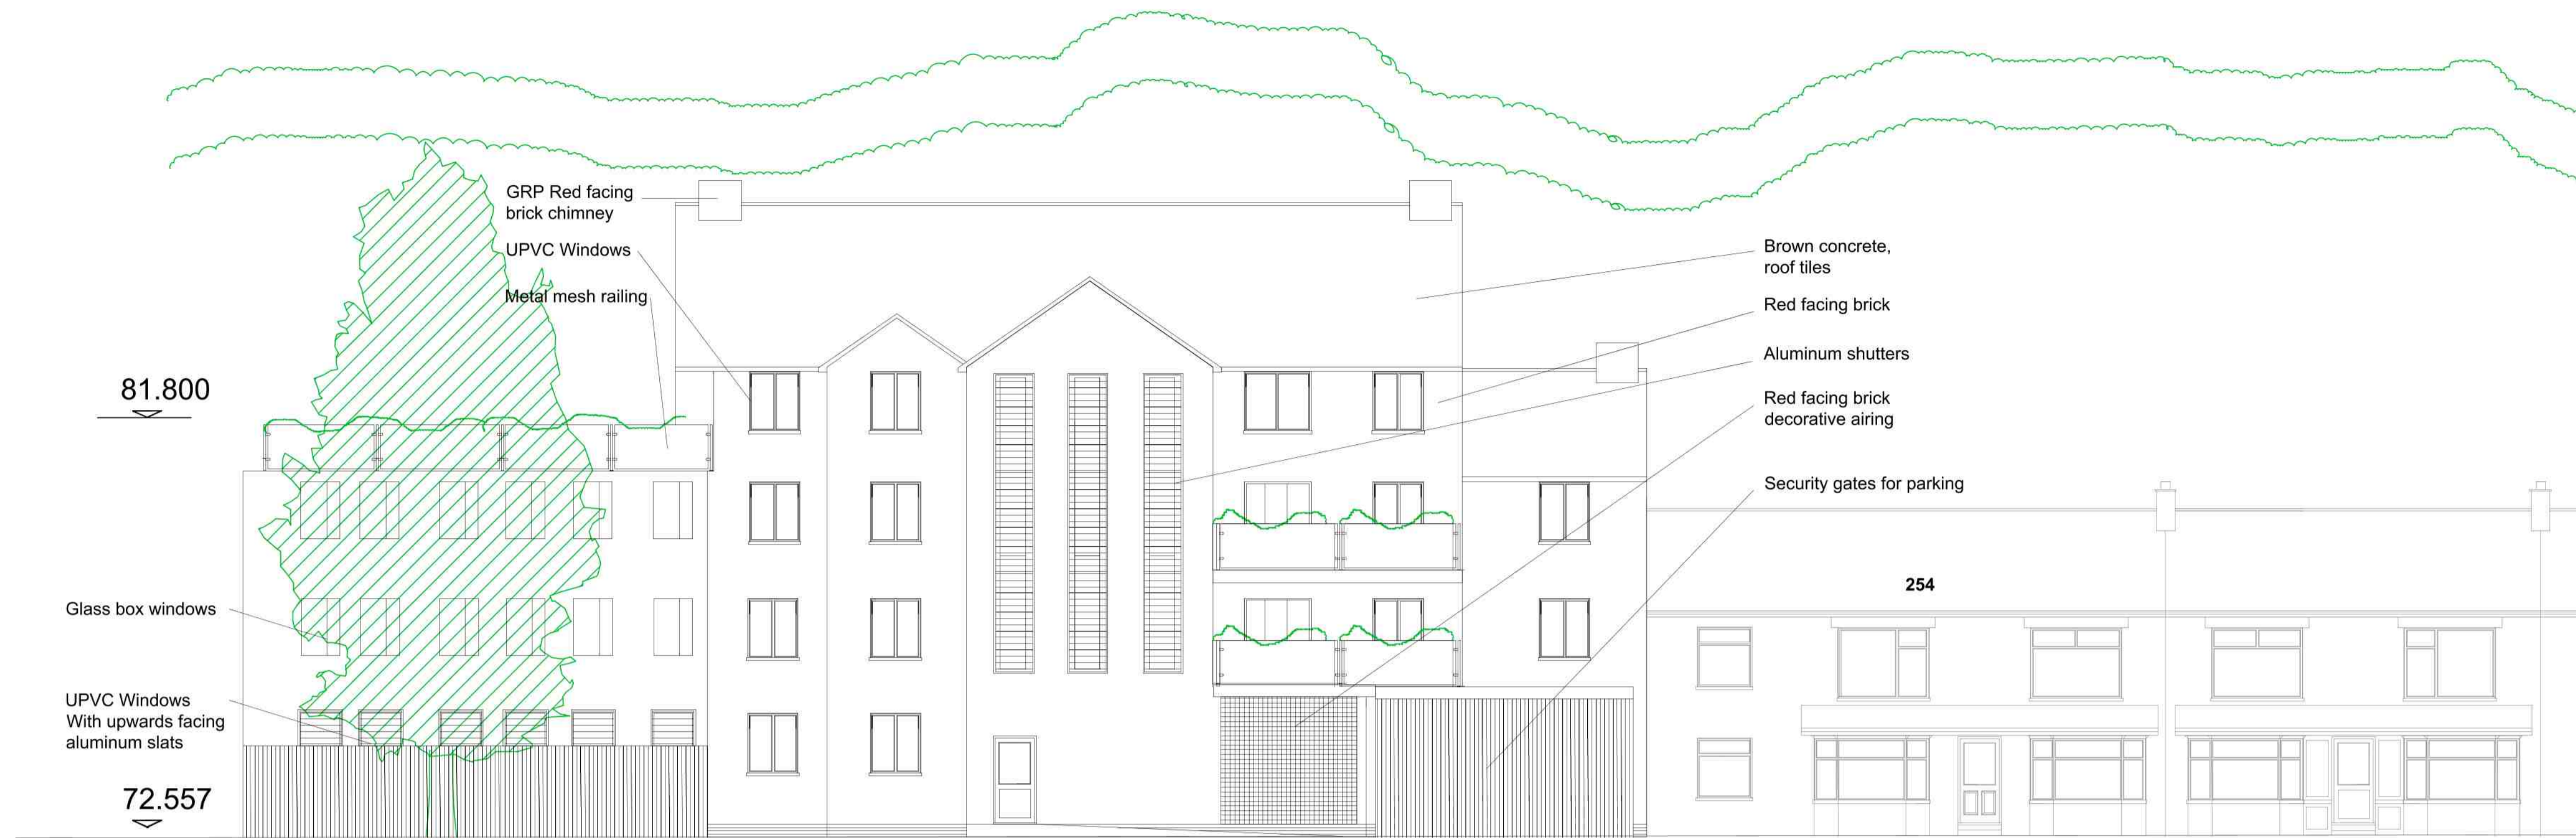 GRP Red facing
brick chimney
UPVC Windows
Metal mesh railing
81.800
Glass box windows
UPVC Windows
With upwards facing
aluminum slats
72.557
Brown concrete,
roof tiles
Red facing brick
Aluminum shutters
Red facing brick
decorative airing
Security gates for parking
254